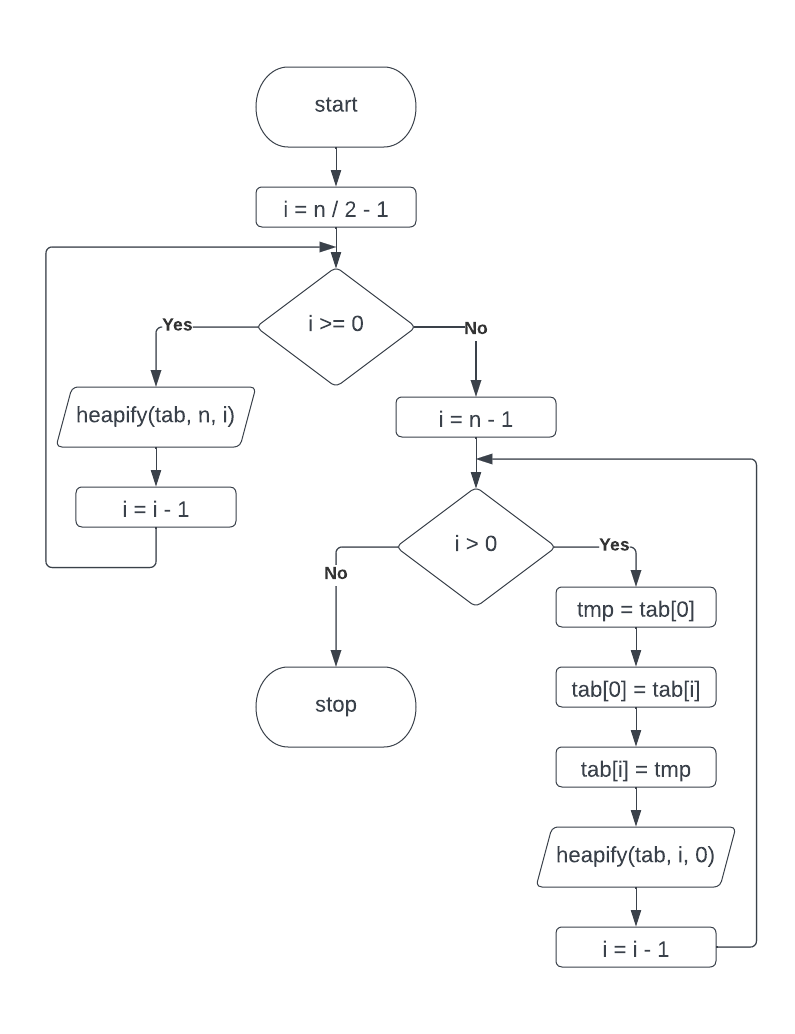 start
i = n / 2 - 1
i >= 0
Yes
No
heapify(tab, n, i)
i = n - 1
i = i - 1
i > 0
Yes
No
tmp = tab[0]
tab[0] = tab[i]
stop
tab[i] = tmp
heapify(tab, i, 0)
i = i - 1